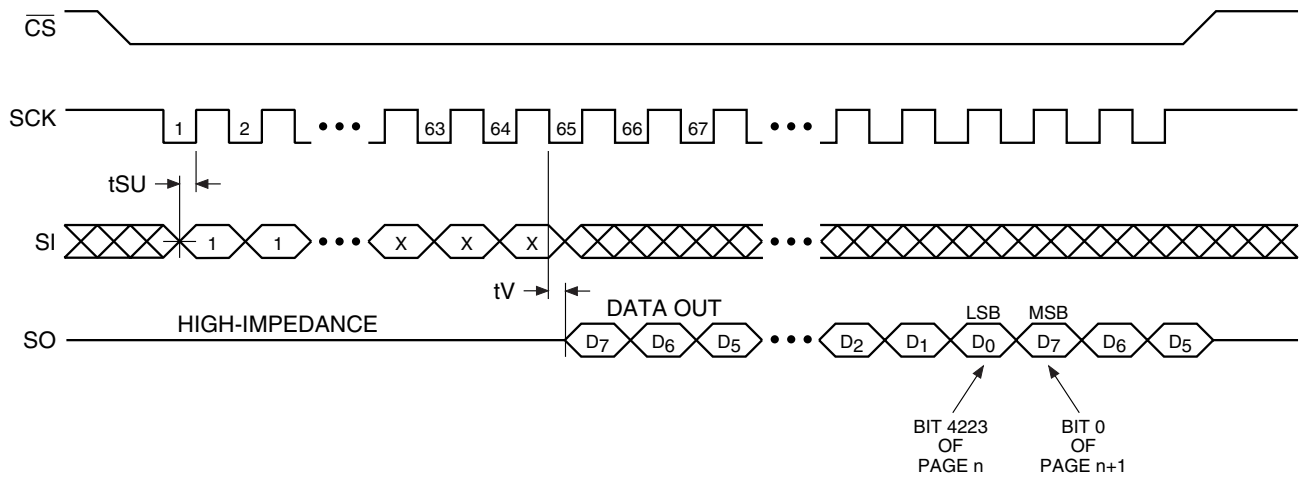 CS
SCK
1 2 ••• 63 64 65 66 67 •••
tSU
SI
1 1 ••• X X X •••
tV
HIGH-IMPEDANCE
DATA OUT
LSB MSB
SO
D7 D6 D5 ••• D2 D1 D0 D7 D6 D5
BIT 4223
OF
PAGE n
BIT 0
OF
PAGE n+1